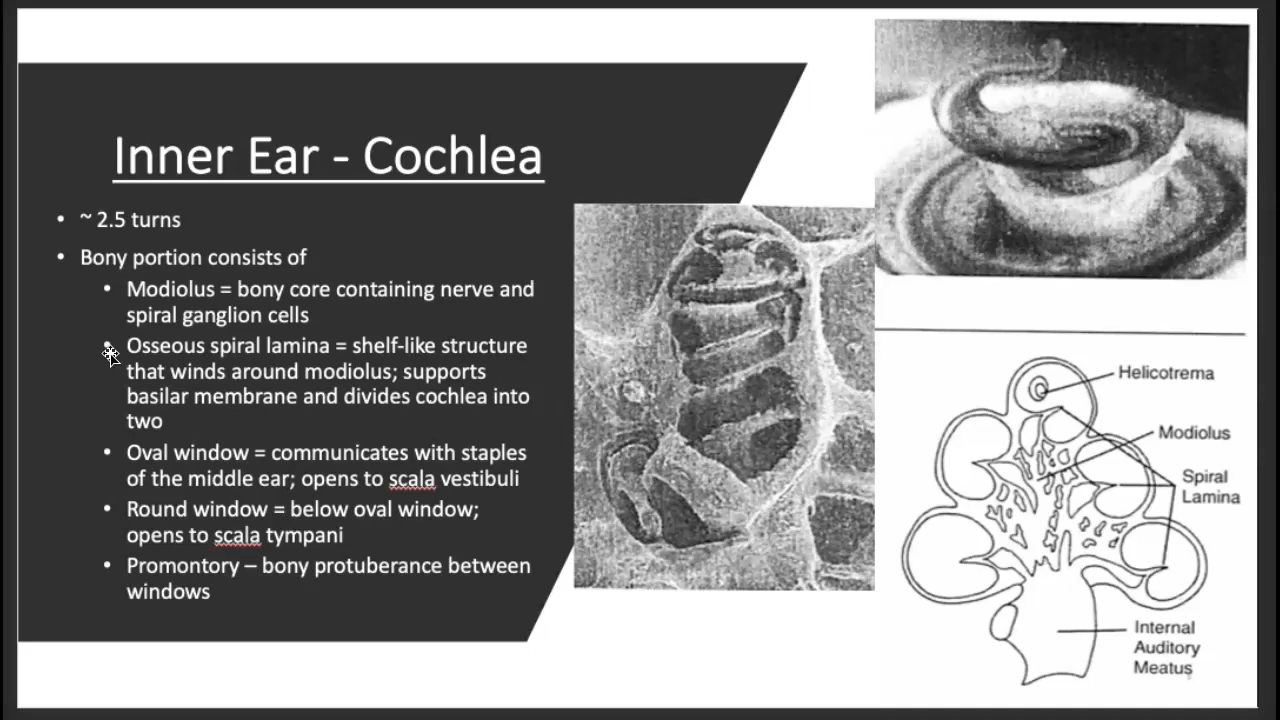 Inner Ear - Cochlea
• ~ 2.5 turns
• Bony portion consists of
• Modiolus = bony core containing nerve and
spiral ganglion cells
• Osseous spiral lamina = shelf-like structure
that winds around modiolus; supports
basilar membrane and divides cochlea into
two
• Oval window = communicates with staples
of the middle ear; opens to scala vestibuli
• Round window = below oval window;
opens to scala tympani
• Promontory – bony protuberance between
windows
Helicotrema
Modiolus
Spiral
Lamina
Internal
Auditory
Meatus